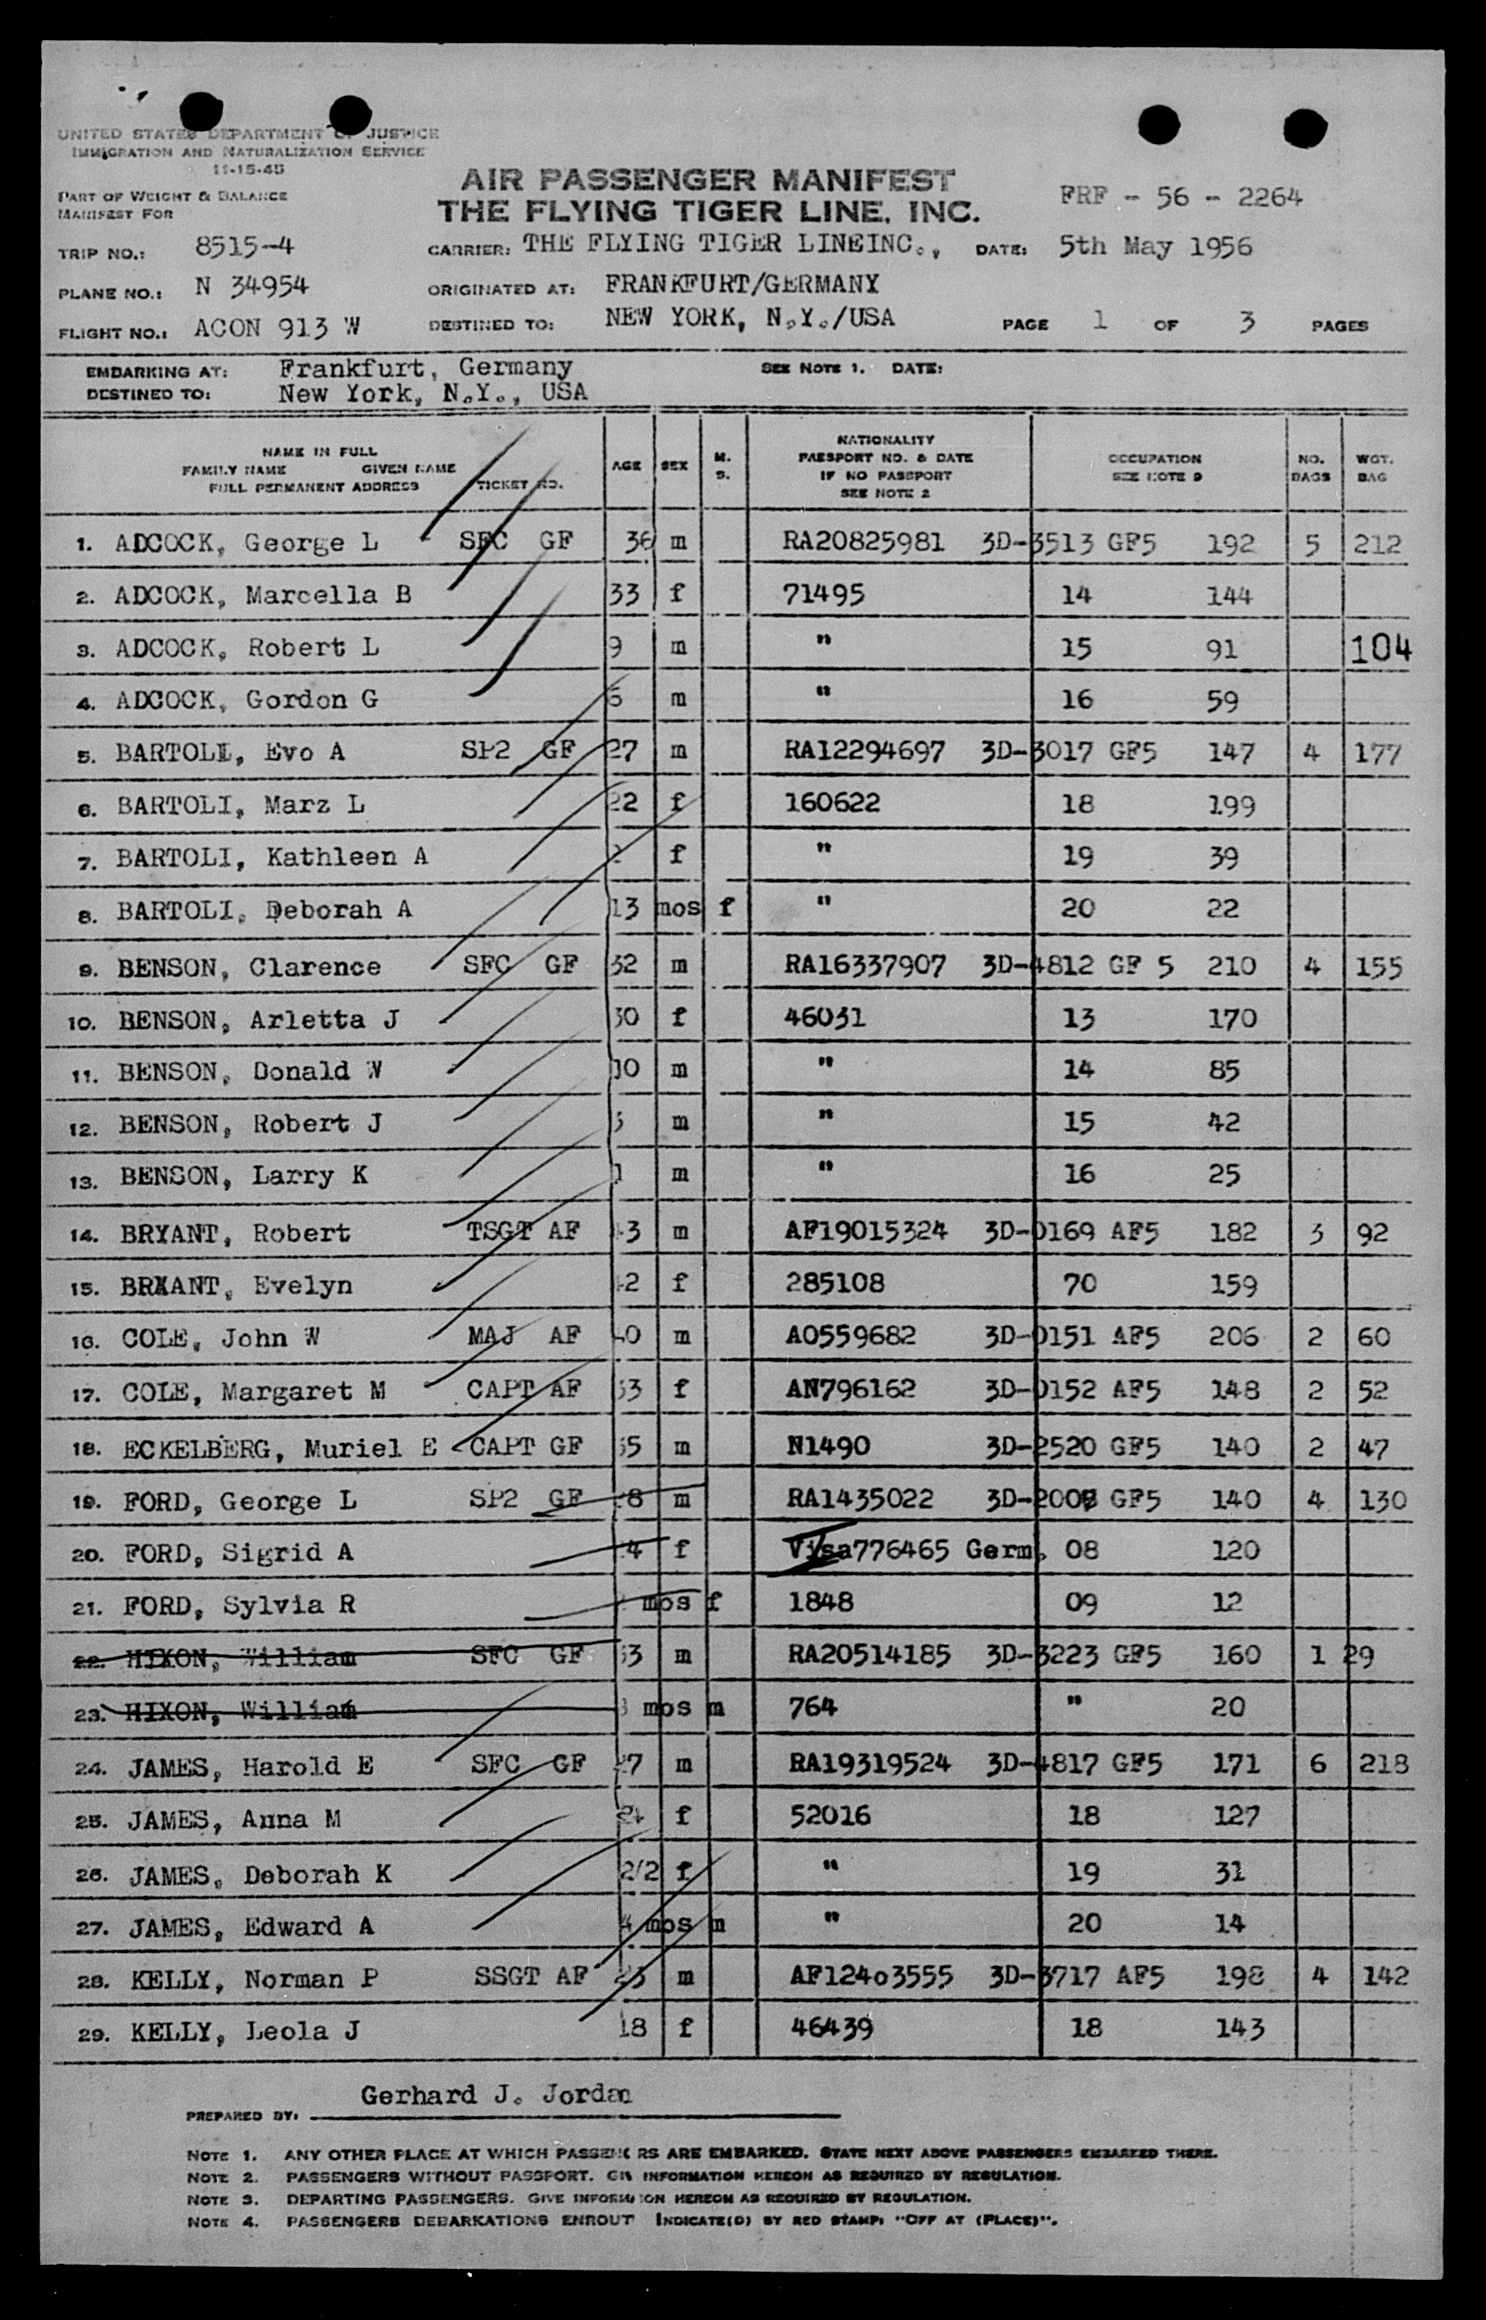 UNITED STATES DEPARTMENT OF JUSTICE
IMMIGRATION AND NATURALIZATION SERVICE
11-15-45
PART OF WEIGHT & BALANCE
MANIFEST FOR
AIR PASSENGER MANIFEST
THE FLYING TIGER LINE, INC.
FRF - 56 - 2264
TRIP NO.: 8515-4 CARRIER: THE FLYING TIGER LINEINC., DATE: 5th May 1956
PLANE NO.: N 34954 ORIGINATED AT: FRANKFURT/GERMANY
FLIGHT NO.: ACON 913 W DESTINED TO: NEW YORK, N.Y./USA PAGE 1 OF 3 PAGES
EMBARKING AT: Frankfurt, Germany SEE NOTE 1. DATE:
DESTINED TO: New York, N.Y., USA
NAME IN FULL
FAMILY NAME GIVEN NAME
FULL PERMANENT ADDRESS TICKET NO. AGE SEX M. S. NATIONALITY PASSPORT NO. & DATE IF NO PASSPORT SEE NOTE 2 OCCUPATION SEE NOTE 9 NO. BAGS WGT. BAG
1. ADCOCK, George L SFC GF 36 m RA20825981 3D-3513 GF5 192 5 212
2. ADCOCK, Marcella B 33 f 71495 14 144
3. ADCOCK, Robert L 9 m " 15 91 104
4. ADCOCK, Gordon G 5 m " 16 59
5. BARTOLI, Evo A SP2 GF 27 m RA12294697 3D-3017 GF5 147 4 177
6. BARTOLI, Marz L 22 f 160622 18 199
7. BARTOLI, Kathleen A f " 19 39
8. BARTOLI, Deborah A 13 mos f " 20 22
9. BENSON, Clarence SFC GF 32 m RA16337907 3D-4812 GF 5 210 4 155
10. BENSON, Arletta J 30 f 46031 13 170
11. BENSON, Donald W 10 m " 14 85
12. BENSON, Robert J m " 15 42
13. BENSON, Larry K 1 m " 16 25
14. BRYANT, Robert TSGT AF 43 m AF19015324 3D-0169 AF5 182 3 92
15. BRYANT, Evelyn 42 f 285108 70 159
16. COLE, John W MAJ AF 40 m AO559682 3D-0151 AF5 206 2 60
17. COLE, Margaret M CAPT AF 33 f AN796162 3D-0152 AF5 148 2 52
18. ECKELBERG, Muriel E CAPT GF 35 m N1490 3D-2520 GF5 140 2 47
19. FORD, George L SP2 GF 28 m RA1435022 3D-2007 GF5 140 4 130
20. FORD, Sigrid A 24 f Visa776465 Germ. 08 120
21. FORD, Sylvia R mos f 1848 09 12
22. HIXON, William SFC GF 33 m RA20514185 3D-3223 GF5 160 1 29
23. HIXON, William mos m 764 " 20
24. JAMES, Harold E SFC GF 27 m RA19319524 3D-4817 GF5 171 6 218
25. JAMES, Anna M 24 f 52016 18 127
26. JAMES, Deborah K 2/2 f " 19 31
27. JAMES, Edward A 4 mos m " 20 14
28. KELLY, Norman P SSGT AF 23 m AF12403555 3D-3717 AF5 198 4 142
29. KELLY, Leola J 18 f 46439 18 143
PREPARED BY: Gerhard J. Jordan
NOTE 1. ANY OTHER PLACE AT WHICH PASSENGERS ARE EMBARKED. STATE NEXT ABOVE PASSENGERS EMBARKED THERE.
NOTE 2. PASSENGERS WITHOUT PASSPORT. GIVE INFORMATION HEREON AS REQUIRED BY REGULATION.
NOTE 3. DEPARTING PASSENGERS. GIVE INFORMATION HEREON AS REQUIRED BY REGULATION.
NOTE 4. PASSENGERS DEBARKATIONS ENROUT INDICATE(D) BY RED STAMP: "OFF AT (PLACE)".